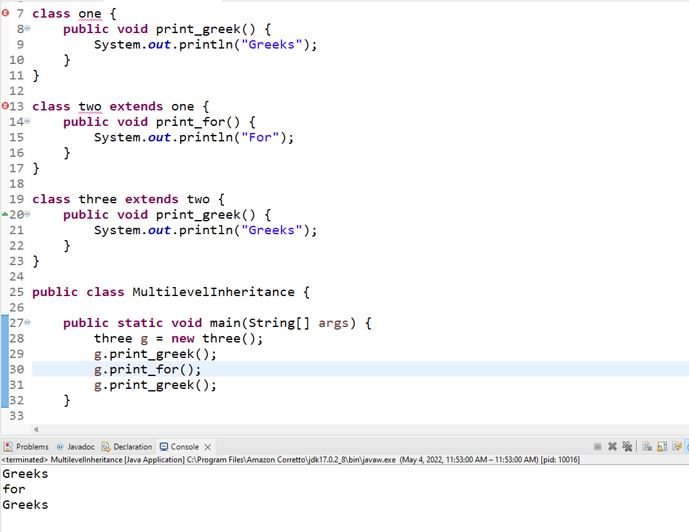 7 class one {
8 public void print_greek() {
9 System.out.println("Greeks");
10 }
11 }
12
13 class two extends one {
14 public void print_for() {
15 System.out.println("For");
16 }
17 }
18
19 class three extends two {
20 public void print_greek() {
21 System.out.println("Greeks");
22 }
23 }
24
25 public class MultilevelInheritance {
26
27 public static void main(String[] args) {
28 three g = new three();
29 g.print_greek();
30 g.print_for();
31 g.print_greek();
32 }
33
Problems Javadoc Declaration Console
<terminated> MultilevelInheritance [Java Application] C:\Program Files\Amazon Corretto\jdk17.0.2_8\bin\javaw.exe (May 4, 2022, 11:53:00 AM – 11:53:00 AM) [pid: 10016]
Greeks
for
Greeks